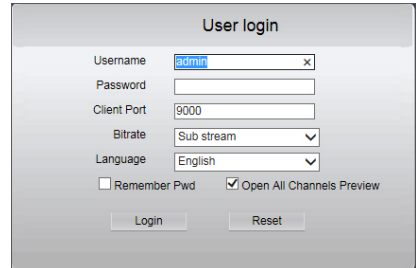 User login
Username admin x
Password
Client Port 9000
Bitrate Sub stream
Language English
Remember Pwd Open All Channels Preview
Login Reset